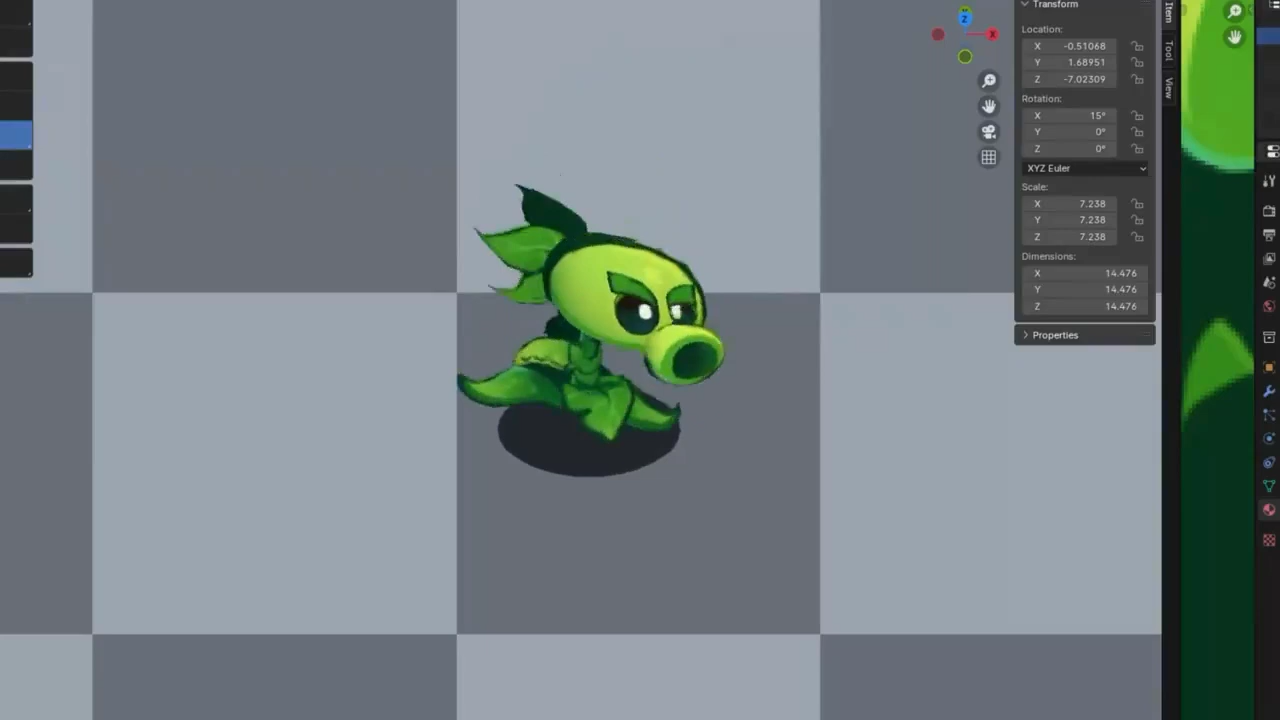 Transform
Location:
X -0.51068
Y 1.68951
Z -7.02309
Rotation:
X 15°
Y 0°
Z 0°
XYZ Euler
Scale:
X 7.238
Y 7.238
Z 7.238
Dimensions:
X 14.476
Y 14.476
Z 14.476
Properties
Item
Tool
View
Z
X